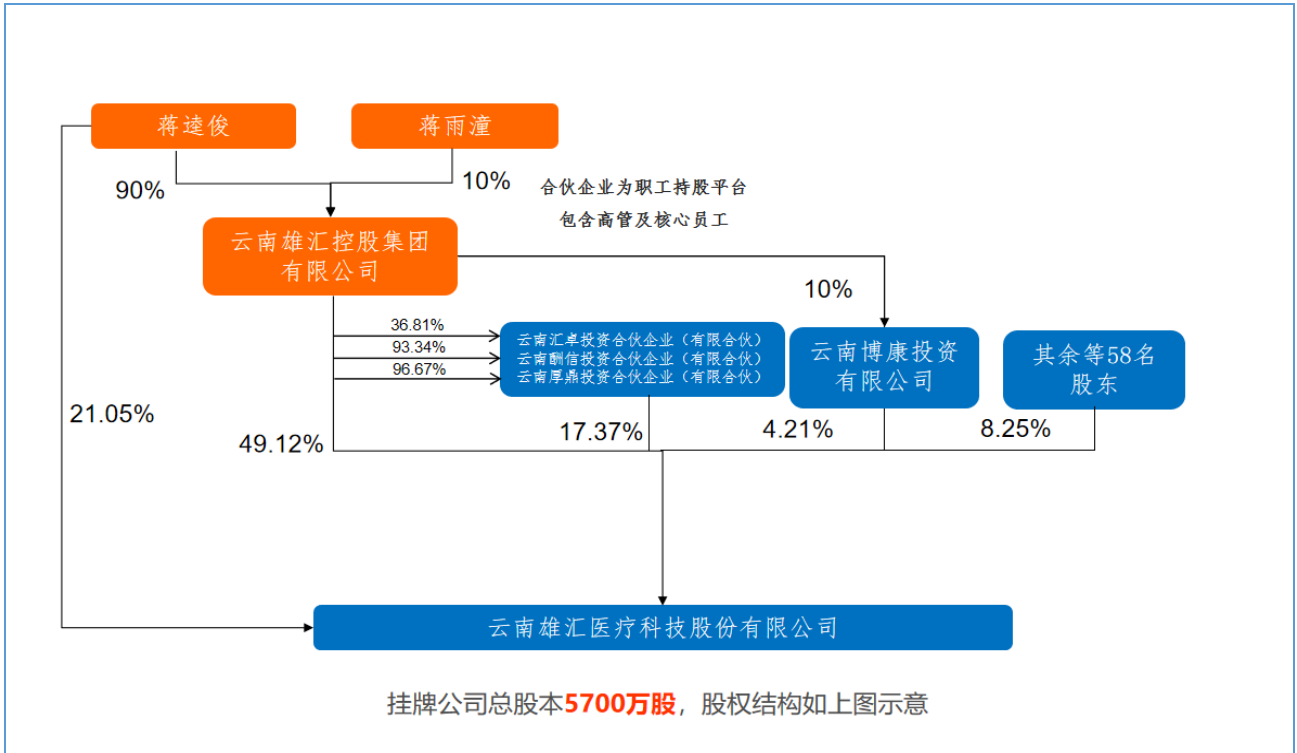 蒋逵俊
蒋雨潼
90%
10%
合伙企业为职工持股平台
包含高管及核心员工
云南雄汇控股集团
有限公司
10%
36.81%
93.34%
96.67%
云南汇卓投资合伙企业（有限合伙）
云南酬信投资合伙企业（有限合伙）
云南厚鼎投资合伙企业（有限合伙）
云南博康投资
有限公司
其余等58名
股东
21.05%
49.12%
17.37%
4.21%
8.25%
云南雄汇医疗科技股份有限公司
挂牌公司总股本5700万股，股权结构如上图示意